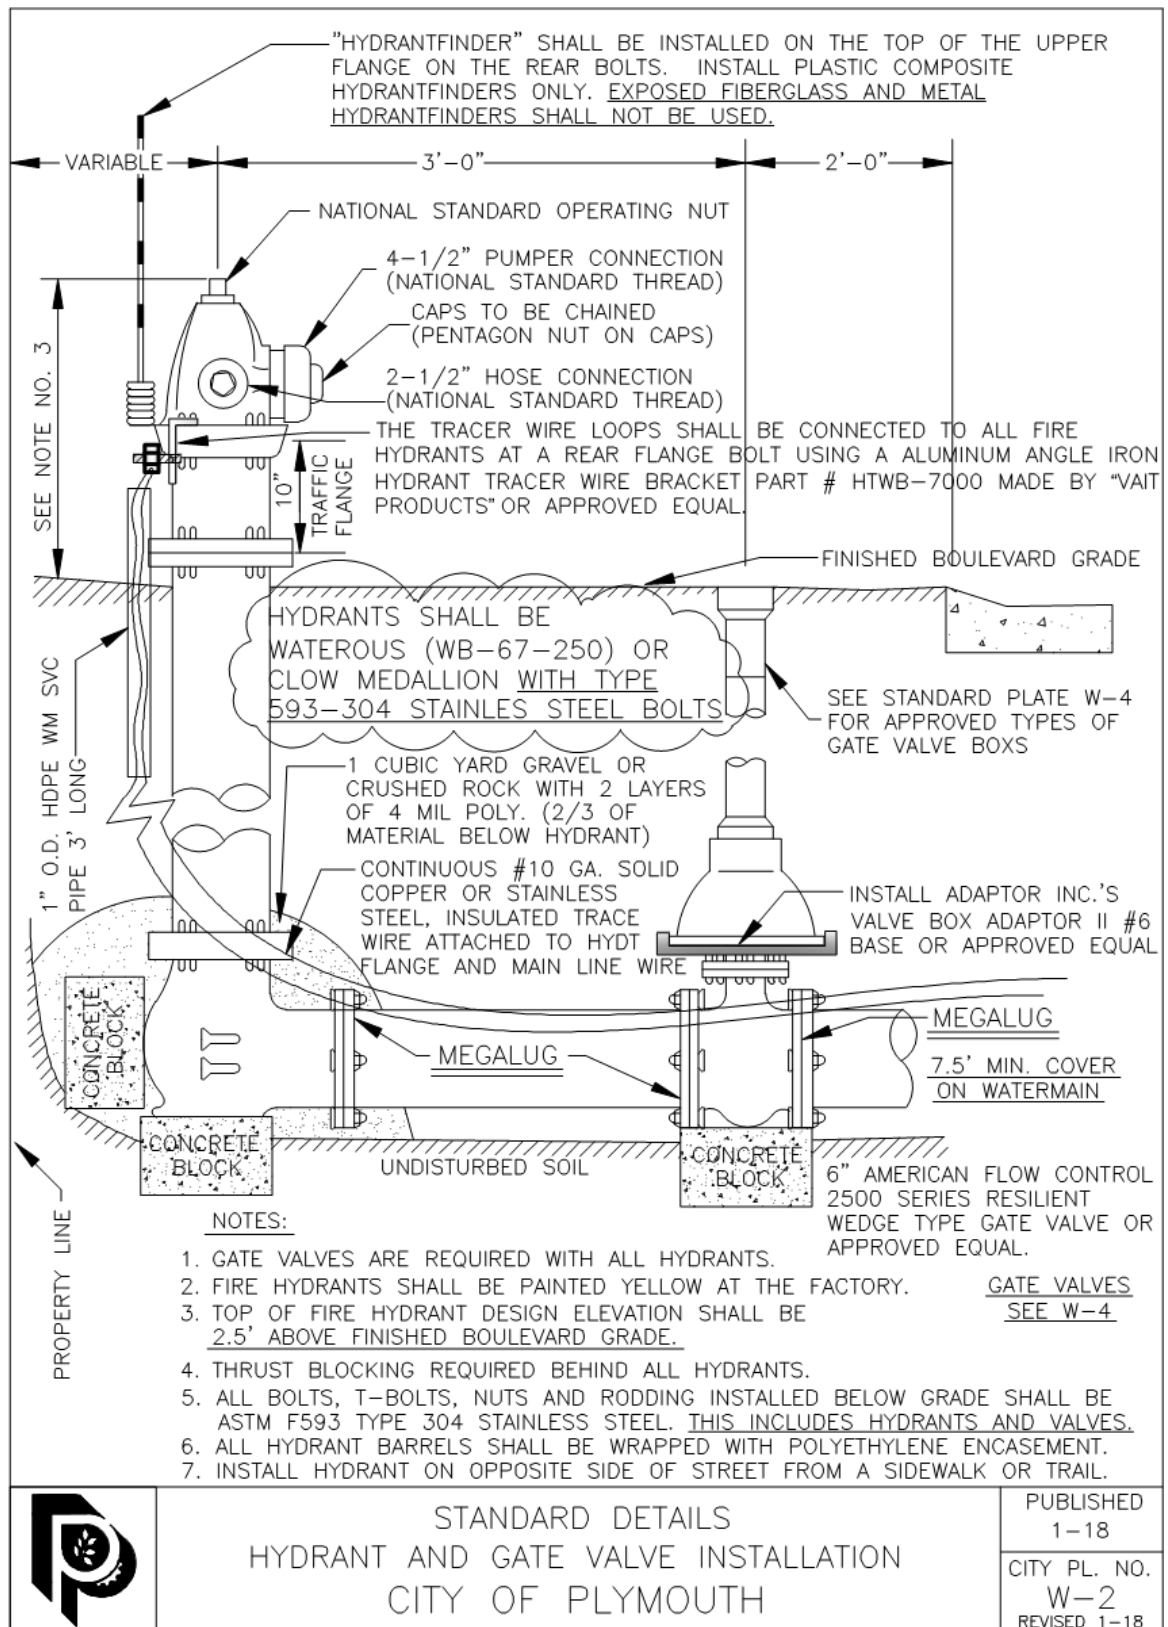 "HYDRANTFINDER" SHALL BE INSTALLED ON THE TOP OF THE UPPER
FLANGE ON THE REAR BOLTS. INSTALL PLASTIC COMPOSITE
HYDRANTFINDERS ONLY. EXPOSED FIBERGLASS AND METAL
HYDRANTFINDERS SHALL NOT BE USED.
VARIABLE
3'-0"
2'-0"
NATIONAL STANDARD OPERATING NUT
4-1/2" PUMPER CONNECTION
(NATIONAL STANDARD THREAD)
CAPS TO BE CHAINED
(PENTAGON NUT ON CAPS)
2-1/2" HOSE CONNECTION
(NATIONAL STANDARD THREAD)
SEE NOTE NO. 3
THE TRACER WIRE LOOPS SHALL BE CONNECTED TO ALL FIRE
HYDRANTS AT A REAR FLANGE BOLT USING A ALUMINUM ANGLE IRON
HYDRANT TRACER WIRE BRACKET PART # HTWB-7000 MADE BY "VAIT
PRODUCTS" OR APPROVED EQUAL.
10"
TRAFFIC
FLANGE
FINISHED BOULEVARD GRADE
HYDRANTS SHALL BE
WATEROUS (WB-67-250) OR
CLOW MEDALLION WITH TYPE
593-304 STAINLES STEEL BOLTS
SEE STANDARD PLATE W-4
FOR APPROVED TYPES OF
GATE VALVE BOXS
1" O.D. HDPE WM SVC
PIPE 3' LONG
1 CUBIC YARD GRAVEL OR
CRUSHED ROCK WITH 2 LAYERS
OF 4 MIL POLY. (2/3 OF
MATERIAL BELOW HYDRANT)
CONTINUOUS #10 GA. SOLID
COPPER OR STAINLESS
STEEL, INSULATED TRACE
WIRE ATTACHED TO HYDT
FLANGE AND MAIN LINE WIRE
INSTALL ADAPTOR INC.'S
VALVE BOX ADAPTOR II #6
BASE OR APPROVED EQUAL
CONCRETE
BLOCK
MEGALUG
MEGALUG
7.5' MIN. COVER
ON WATERMAIN
CONCRETE
BLOCK
UNDISTURBED SOIL
CONCRETE
BLOCK
6" AMERICAN FLOW CONTROL
2500 SERIES RESILIENT
WEDGE TYPE GATE VALVE OR
APPROVED EQUAL.
PROPERTY LINE
GATE VALVES
SEE W-4
NOTES:
1. GATE VALVES ARE REQUIRED WITH ALL HYDRANTS.
2. FIRE HYDRANTS SHALL BE PAINTED YELLOW AT THE FACTORY.
3. TOP OF FIRE HYDRANT DESIGN ELEVATION SHALL BE
2.5' ABOVE FINISHED BOULEVARD GRADE.
4. THRUST BLOCKING REQUIRED BEHIND ALL HYDRANTS.
5. ALL BOLTS, T-BOLTS, NUTS AND RODDING INSTALLED BELOW GRADE SHALL BE
ASTM F593 TYPE 304 STAINLESS STEEL. THIS INCLUDES HYDRANTS AND VALVES.
6. ALL HYDRANT BARRELS SHALL BE WRAPPED WITH POLYETHYLENE ENCASEMENT.
7. INSTALL HYDRANT ON OPPOSITE SIDE OF STREET FROM A SIDEWALK OR TRAIL.
STANDARD DETAILS
HYDRANT AND GATE VALVE INSTALLATION
CITY OF PLYMOUTH
PUBLISHED
1-18
CITY PL. NO.
W-2
REVISED 1-18